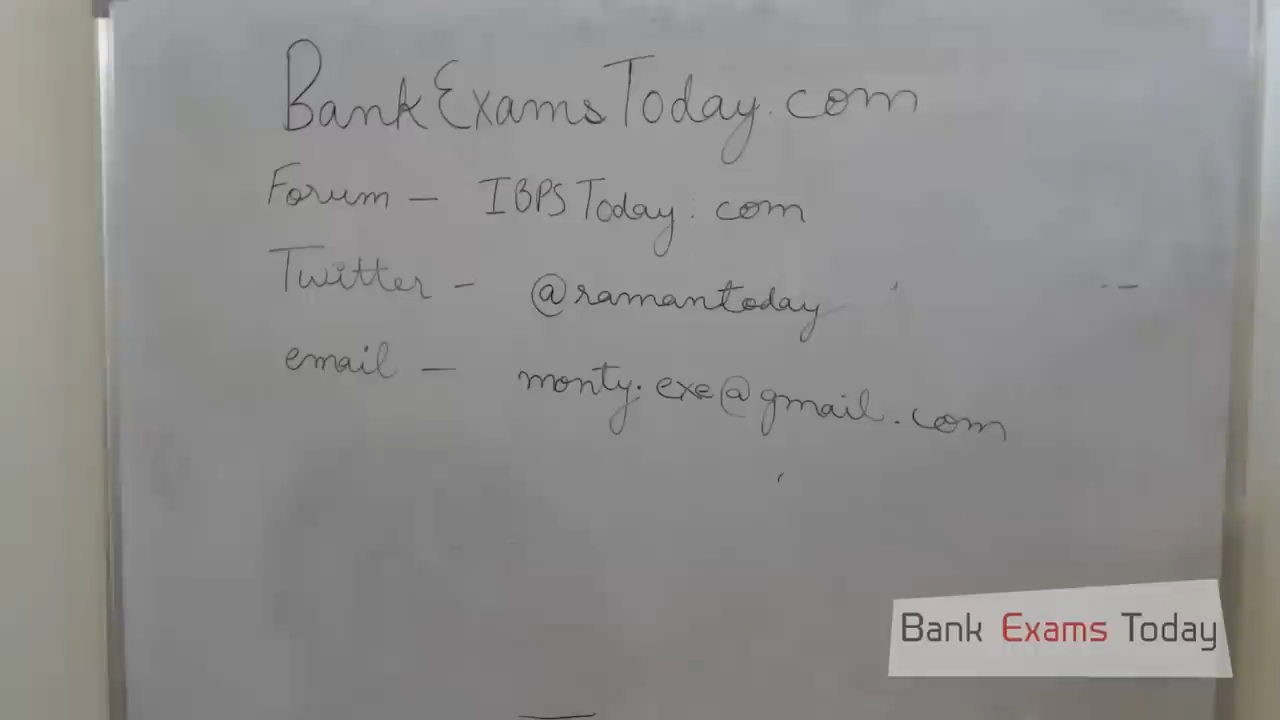 BankExamsToday.com
Forum - IBPSToday.com
Twitter - @ramantoday
email - monty.exe@gmail.com
Bank Exams Today